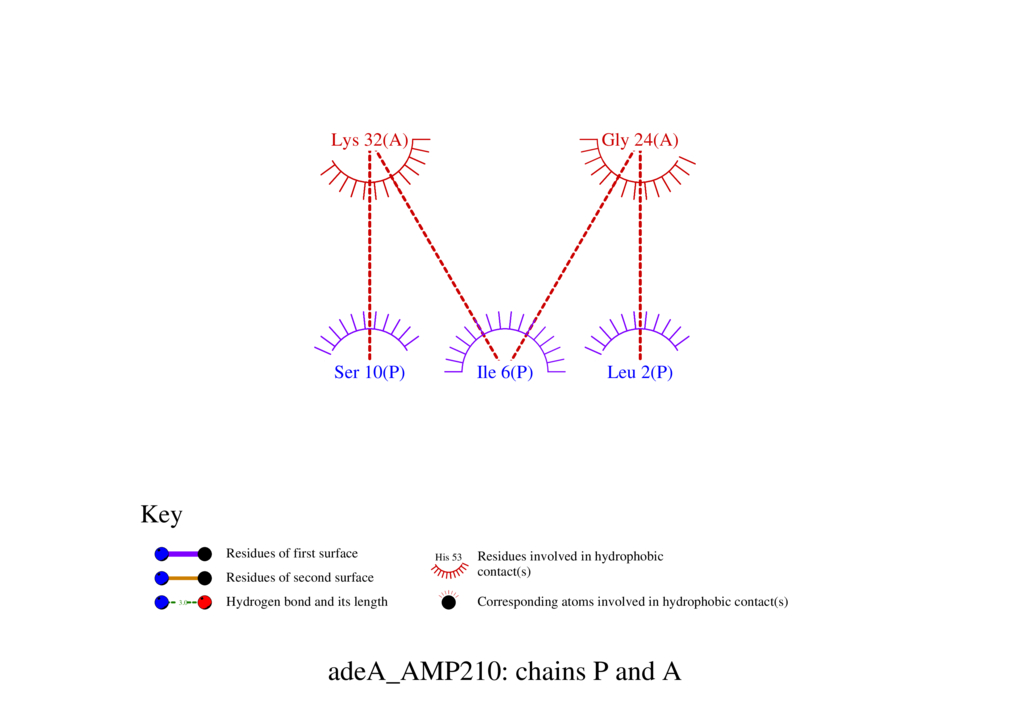 Lys 32(A)
Gly 24(A)
Ser 10(P)
Ile 6(P)
Leu 2(P)
Key
Residues of first surface
Residues of second surface
3.0
Hydrogen bond and its length
His 53
Residues involved in hydrophobic
contact(s)
Corresponding atoms involved in hydrophobic contact(s)
adeA_AMP210: chains P and A